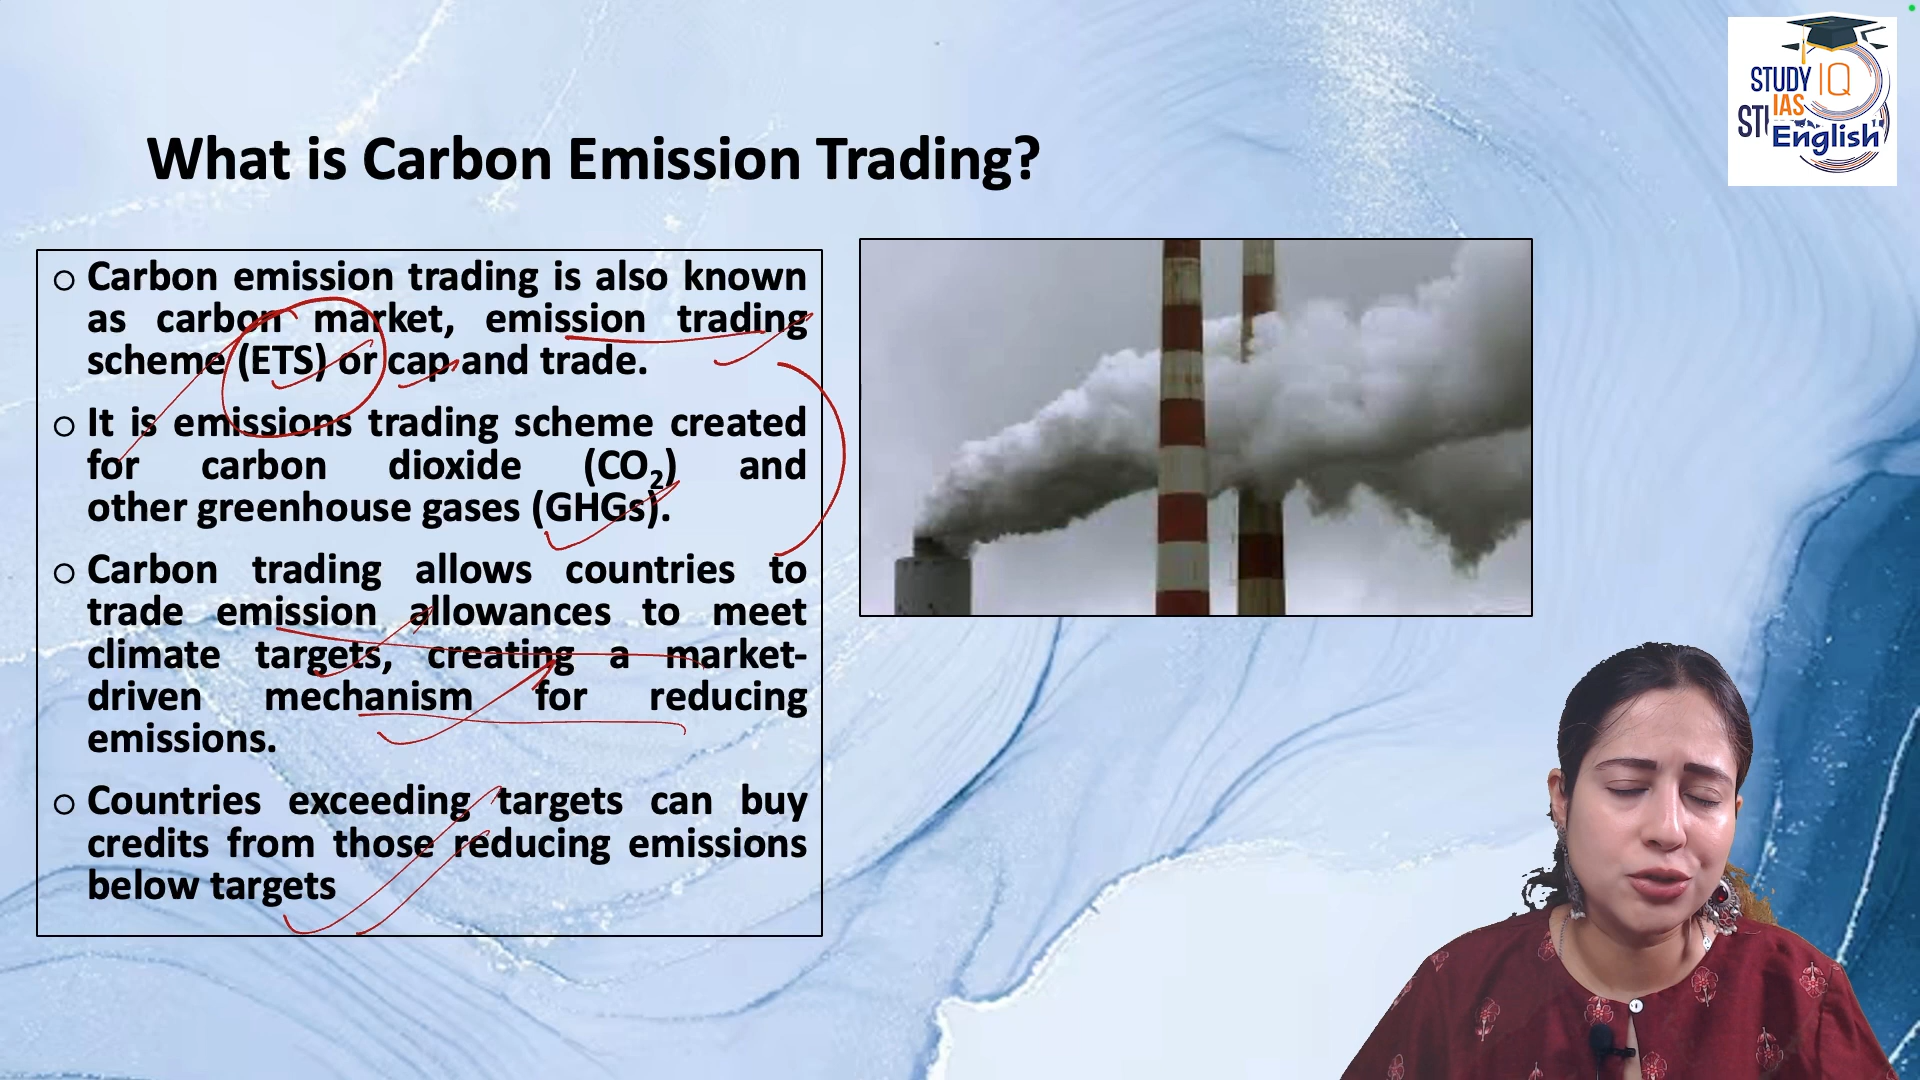 STUDY IQ
IAS
STU
English
What is Carbon Emission Trading?
Carbon emission trading is also known
as carbon market, emission trading
scheme (ETS) or cap and trade.
It is emissions trading scheme created
for carbon dioxide (CO₂) and
other greenhouse gases (GHGs).
Carbon trading allows countries to
trade emission allowances to meet
climate targets, creating a market-
driven mechanism for reducing
emissions.
Countries exceeding targets can buy
credits from those reducing emissions
below targets